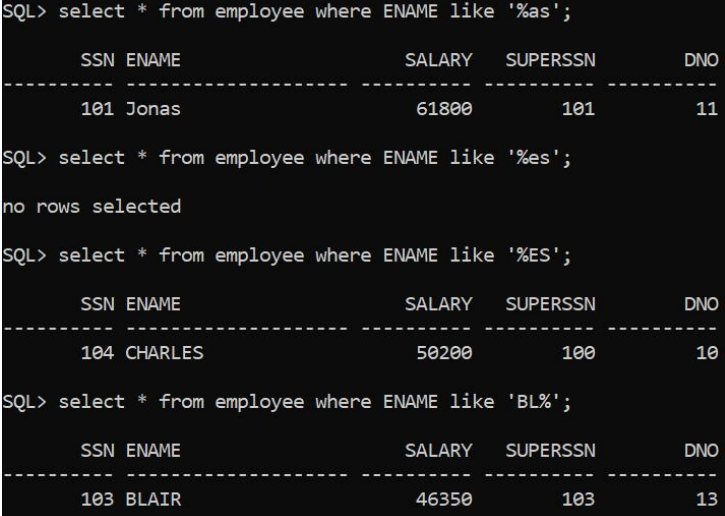 SQL> select * from employee where ENAME like '%as';
SSN ENAME SALARY SUPERSSN DNO
---------- -------------------- ---------- ---------- ----------
101 Jonas 61800 101 11
SQL> select * from employee where ENAME like '%es';
no rows selected
SQL> select * from employee where ENAME like '%ES';
SSN ENAME SALARY SUPERSSN DNO
---------- -------------------- ---------- ---------- ----------
104 CHARLES 50200 100 10
SQL> select * from employee where ENAME like 'BL%';
SSN ENAME SALARY SUPERSSN DNO
---------- -------------------- ---------- ---------- ----------
103 BLAIR 46350 103 13